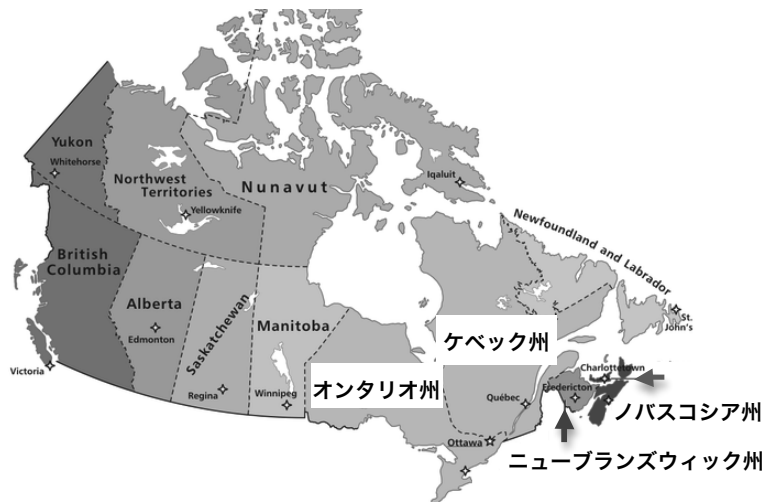 Yukon
Whitehorse
Northwest
Territories
Yellowknife
Nunavut
Iqaluit
British
Columbia
Victoria
Alberta
Edmonton
Saskatchewan
Regina
Manitoba
Winnipeg
オンタリオ州
Ottawa
ケベック州
Québec
Newfoundland and Labrador
St.
John's
Charlottetown
Fredericton
ノバスコシア州
ニューブランズウィック州